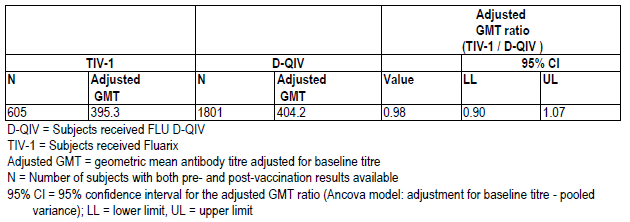 Adjusted
GMT ratio
(TIV-1 / D-QIV )
TIV-1 D-QIV 95% CI
N Adjusted GMT N Adjusted GMT Value LL UL
605 395.3 1801 404.2 0.98 0.90 1.07
D-QIV = Subjects received FLU D-QIV
TIV-1 = Subjects received Fluarix
Adjusted GMT = geometric mean antibody titre adjusted for baseline titre
N = Number of subjects with both pre- and post-vaccination results available
95% CI = 95% confidence interval for the adjusted GMT ratio (Ancova model: adjustment for baseline titre - pooled
variance); LL = lower limit, UL = upper limit